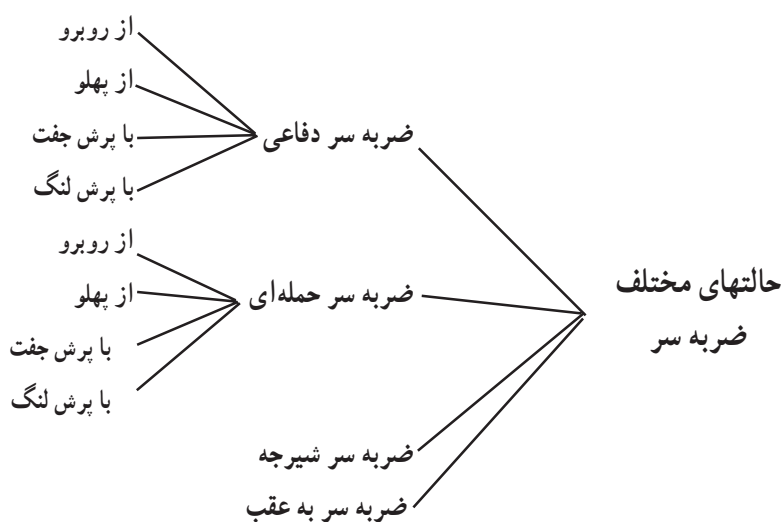 حالتهای مختلف
ضربه سر
ضربه سر دفاعی
از روبرو
از پهلو
با پرش جفت
با پرش لنگ
ضربه سر حمله‌ای
از روبرو
از پهلو
با پرش جفت
با پرش لنگ
ضربه سر شیرجه
ضربه سر به عقب